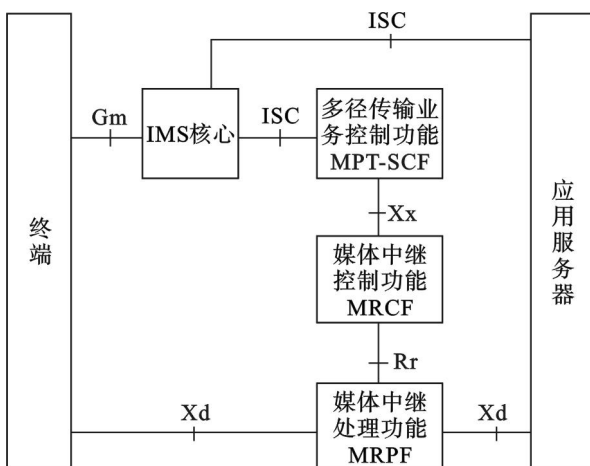 ISC
Gm
IMS核心
ISC
多径传输业
务控制功能
MPT-SCF
Xx
终端
应用服务器
媒体中继
控制功能
MRCF
Rr
Xd
媒体中继
处理功能
MRPF
Xd